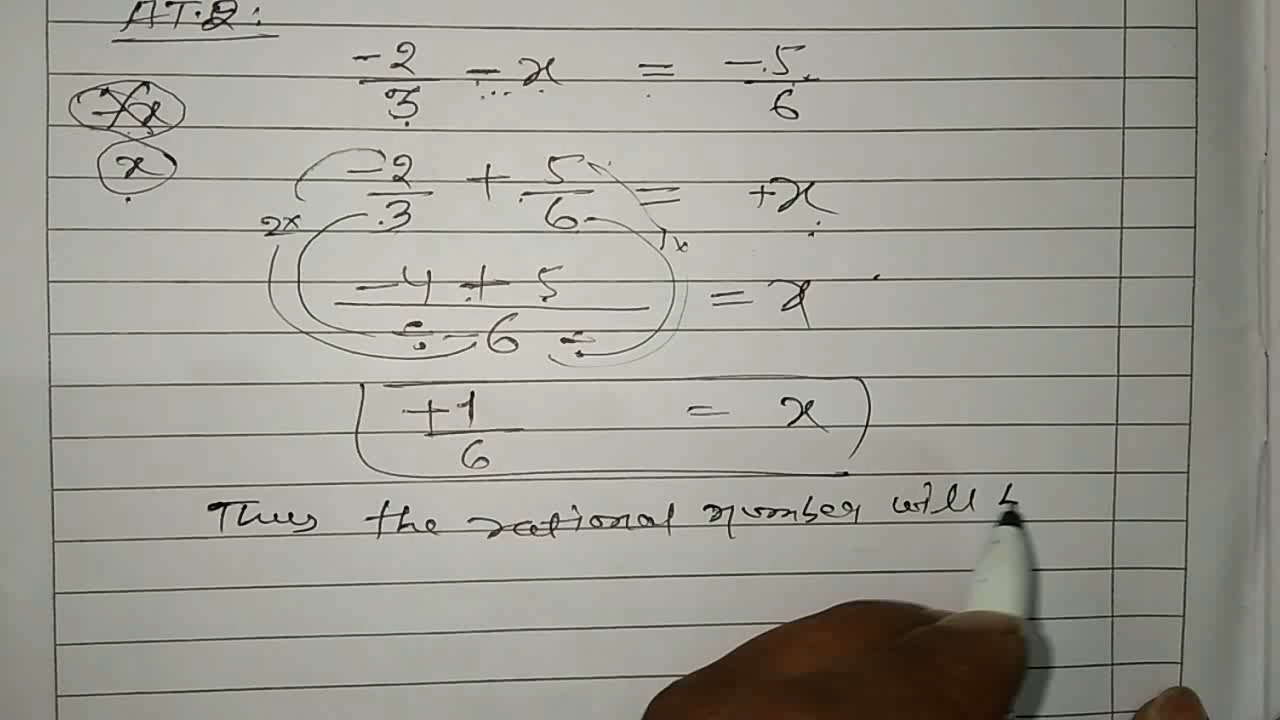 A.T.Q:
-2/3 - x = -5/6
x
-2/3 + 5/6 = +x
2x 1x
-4 + 5 / 6 = x
+1/6 = x
Thus the rational number will b